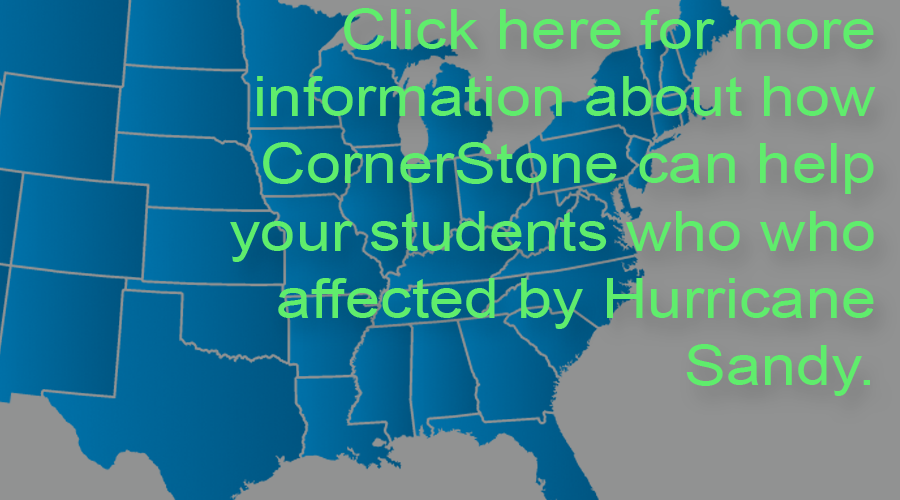 Click here for more
information about how
CornerStone can help
your students who who
affected by Hurricane
Sandy.